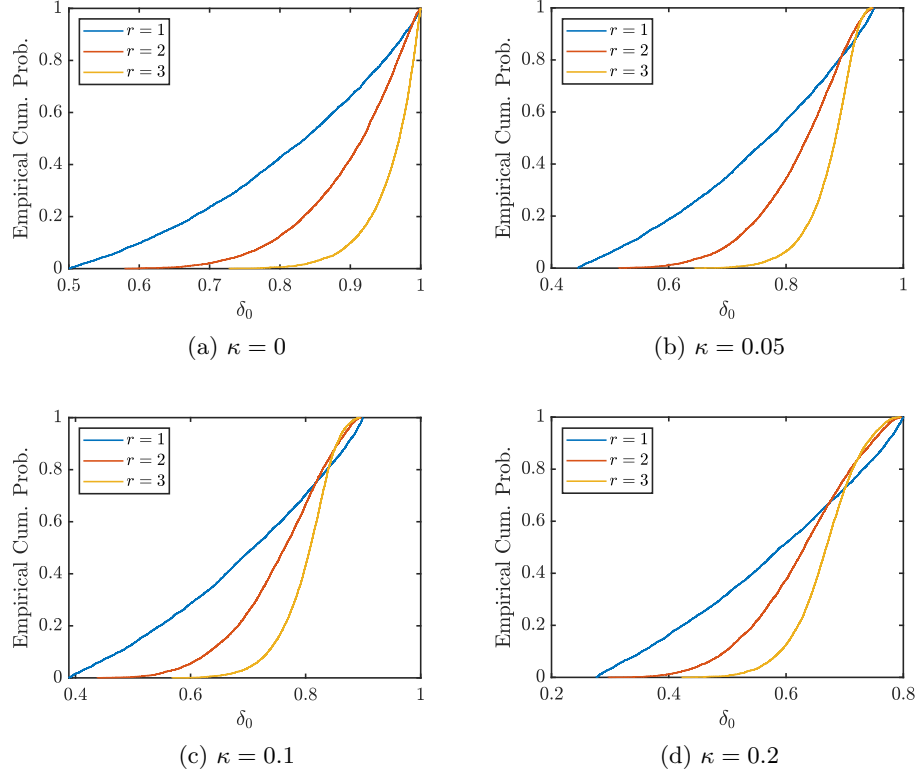 1
0.8
0.6
0.4
0.2
0
Empirical Cum. Prob.
r = 1
r = 2
r = 3
0.5 0.6 0.7 0.8 0.9 1
δ₀
(a) κ = 0
1
0.8
0.6
0.4
0.2
0
Empirical Cum. Prob.
r = 1
r = 2
r = 3
0.4 0.6 0.8 1
δ₀
(b) κ = 0.05
1
0.8
0.6
0.4
0.2
0
Empirical Cum. Prob.
r = 1
r = 2
r = 3
0.4 0.6 0.8 1
δ₀
(c) κ = 0.1
1
0.8
0.6
0.4
0.2
0
Empirical Cum. Prob.
r = 1
r = 2
r = 3
0.2 0.4 0.6 0.8
δ₀
(d) κ = 0.2